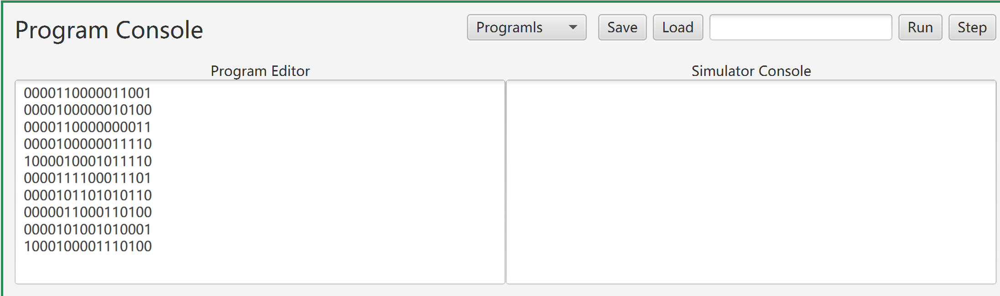 Program Console
Programls
Save
Load
Run
Step
Program Editor
Simulator Console
0000110000011001
0000100000010100
0000110000000011
0000100000011110
1000010001011110
0000111100011101
0000101101010110
0000011000110100
0000101001010001
1000100001110100